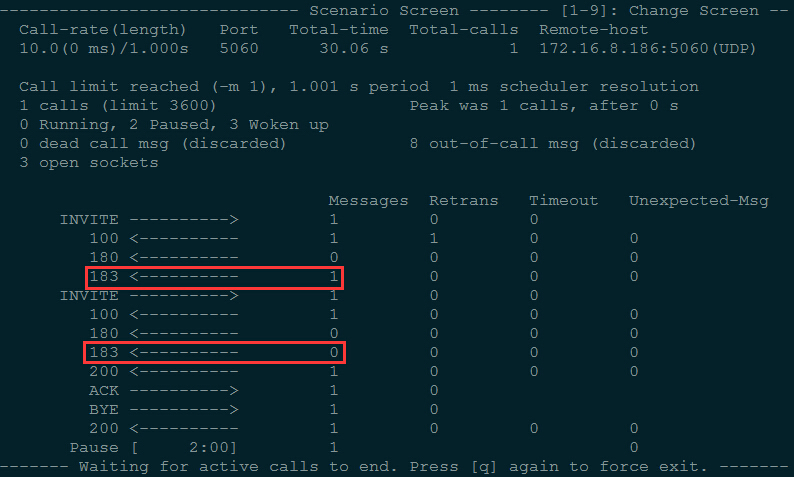 ------------------------------ Scenario Screen -------- [1-9]: Change Screen --
  Call-rate(length)   Port   Total-time  Total-calls  Remote-host
  10.0(0 ms)/1.000s   5060      30.06 s            1  172.16.8.186:5060(UDP)
  Call limit reached (-m 1), 1.001 s period  1 ms scheduler resolution
  1 calls (limit 3600)                   Peak was 1 calls, after 0 s
  0 Running, 2 Paused, 3 Woken up
  0 dead call msg (discarded)            8 out-of-call msg (discarded)
  3 open sockets
                                 Messages  Retrans   Timeout   Unexpected-Msg
      INVITE ---------->         1         0         0
         100 <----------         1         1         0         0
         180 <----------         0         0         0         0
         183 <----------         1         0         0         0
      INVITE ---------->         1         0         0
         100 <----------         1         0         0         0
         180 <----------         0         0         0         0
         183 <----------         0         0         0         0
         200 <----------         1         0         0         0
         ACK ---------->         1         0
         BYE ---------->         1         0
         200 <----------         1         0         0         0
       Pause [     2:00]         1                             0
------- Waiting for active calls to end. Press [q] again to force exit. -------